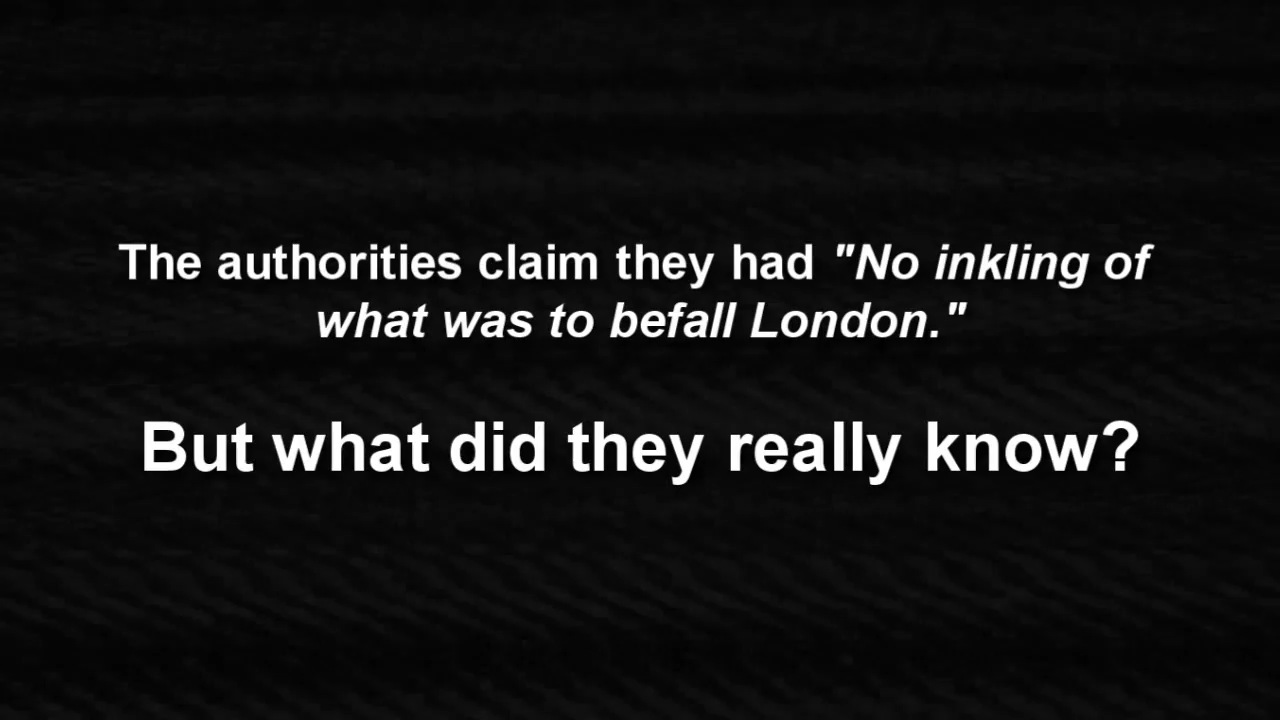 The authorities claim they had "No inkling of
what was to befall London."
But what did they really know?